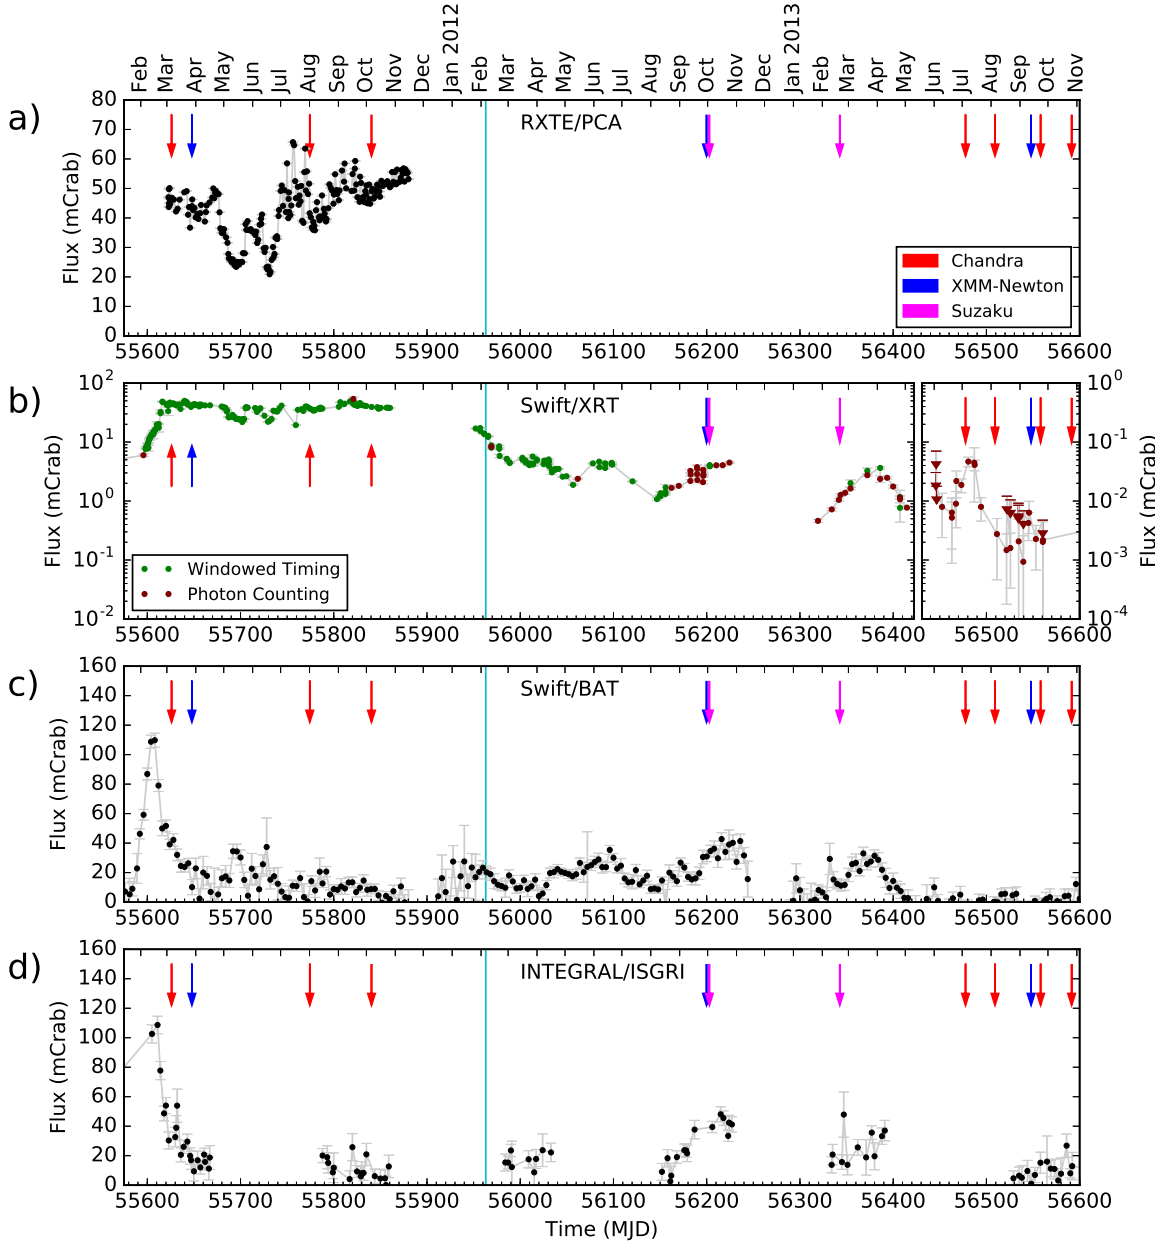 Feb Mar Apr May Jun Jul Aug Sep Oct Nov Dec Jan 2012 Feb Mar Apr May Jun Jul Aug Sep Oct Nov Dec Jan 2013 Feb Mar Apr May Jun Jul Aug Sep Oct Nov
a)
RXTE/PCA
Flux (mCrab)
80
70
60
50
40
30
20
10
0
Chandra
XMM-Newton
Suzaku
55600 55700 55800 55900 56000 56100 56200 56300 56400 56500 56600
b)
Swift/XRT
Flux (mCrab)
10^2
10^1
10^0
10^-1
10^-2
Windowed Timing
Photon Counting
10^0
10^-1
10^-2
10^-3
10^-4
Flux (mCrab)
55600 55700 55800 55900 56000 56100 56200 56300 56400 56500 56600
c)
Swift/BAT
Flux (mCrab)
160
140
120
100
80
60
40
20
0
55600 55700 55800 55900 56000 56100 56200 56300 56400 56500 56600
d)
INTEGRAL/ISGRI
Flux (mCrab)
160
140
120
100
80
60
40
20
0
55600 55700 55800 55900 56000 56100 56200 56300 56400 56500 56600
Time (MJD)